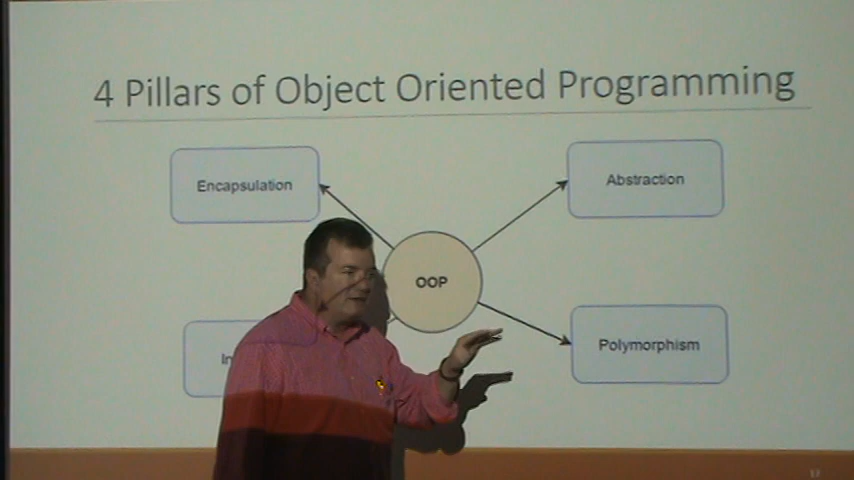 4 Pillars of Object Oriented Programming
Encapsulation
Abstraction
OOP
Polymorphism